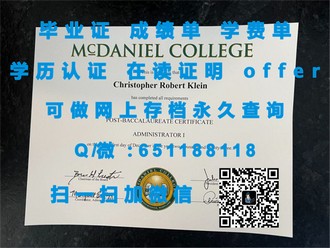 毕业证 成绩单 学费单
McDANIEL COLLEGE
学历认证 在读证明 offer
Christopher Robert Klein
has completed all requirements
可做网上存档永久查询
POST-BACCALAUREATE CERTIFICATE
ADMINISTRATOR I
Q/微:651188118
扫一扫加微信